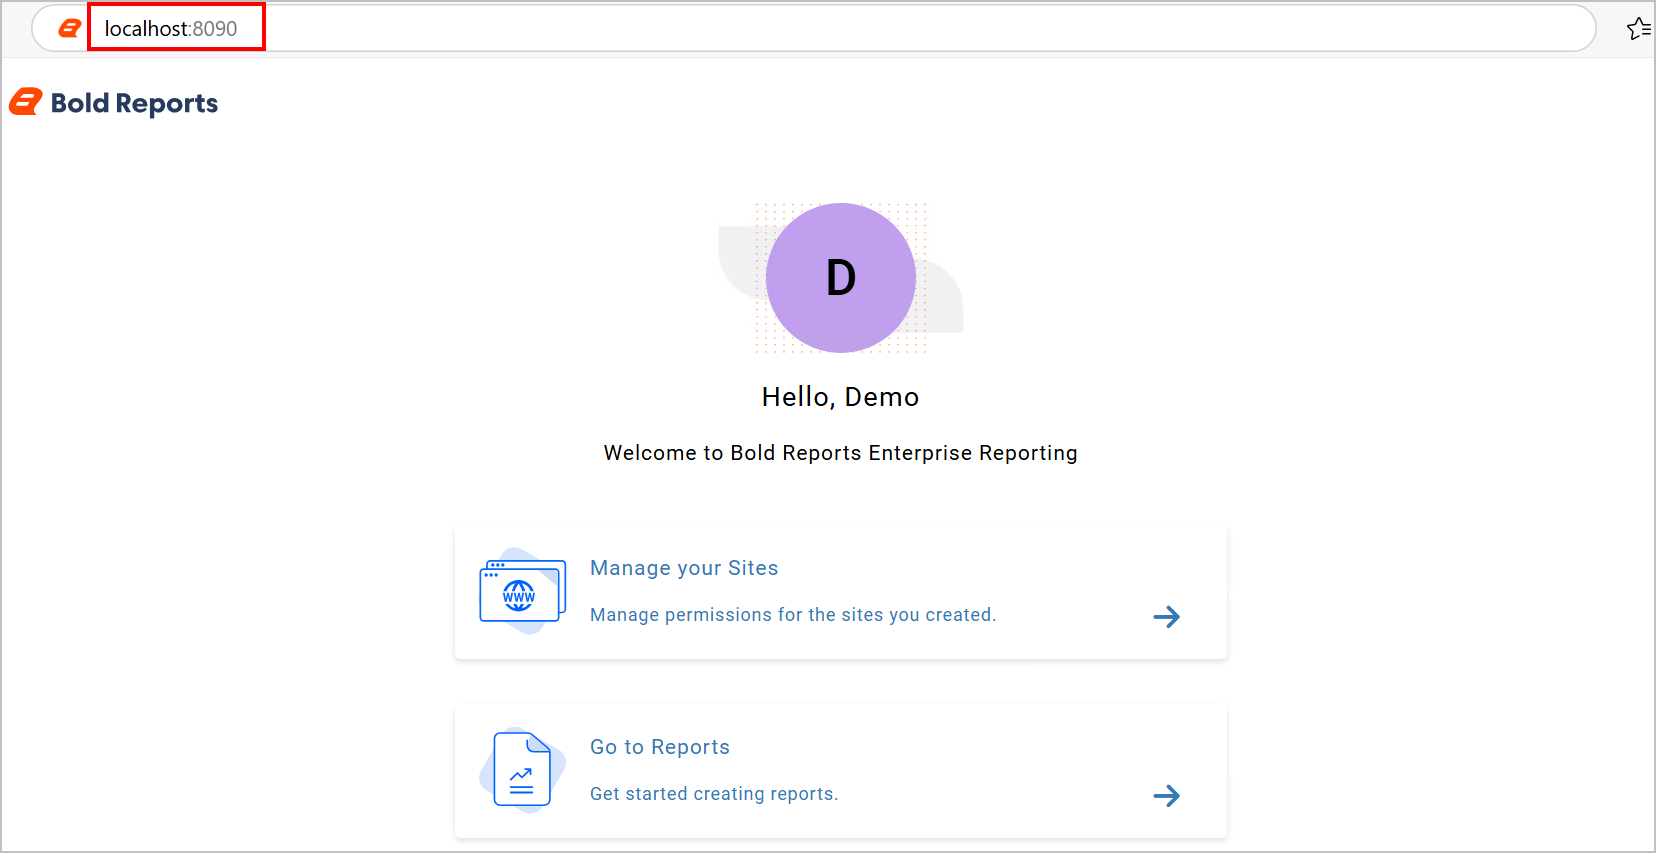 localhost:8090
Bold Reports
D
Hello, Demo
Welcome to Bold Reports Enterprise Reporting
WWW
Manage your Sites
Manage permissions for the sites you created.
Go to Reports
Get started creating reports.